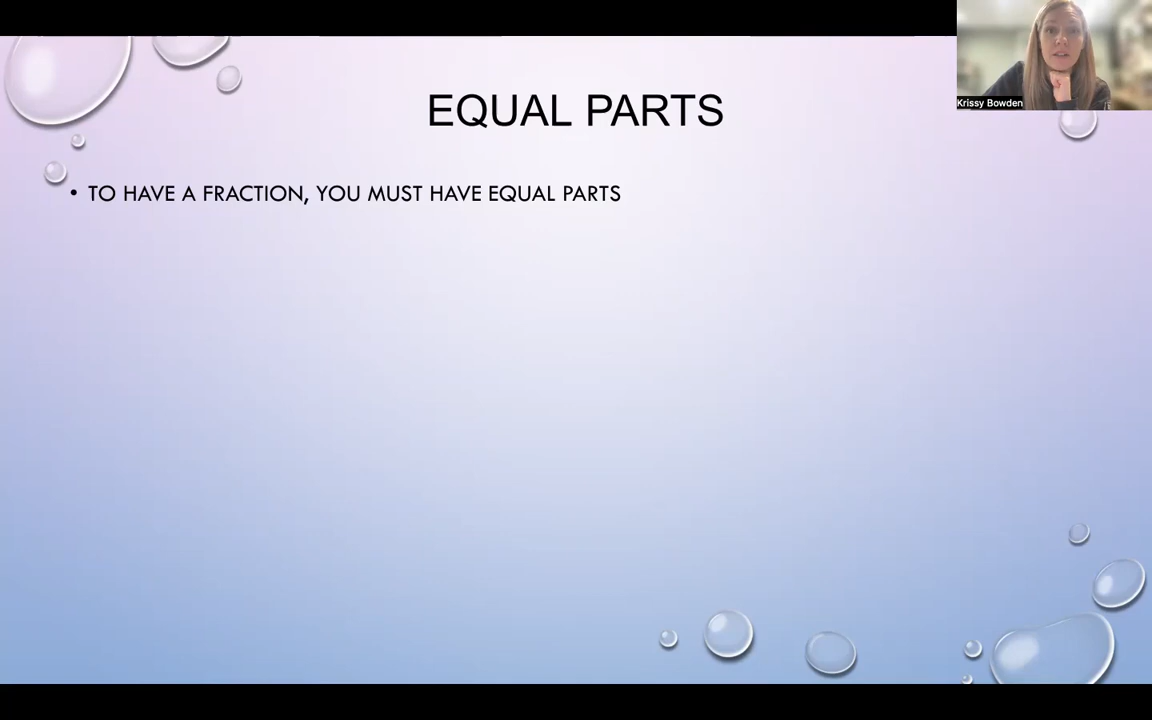 EQUAL PARTS
• TO HAVE A FRACTION, YOU MUST HAVE EQUAL PARTS
Krissy Bowden